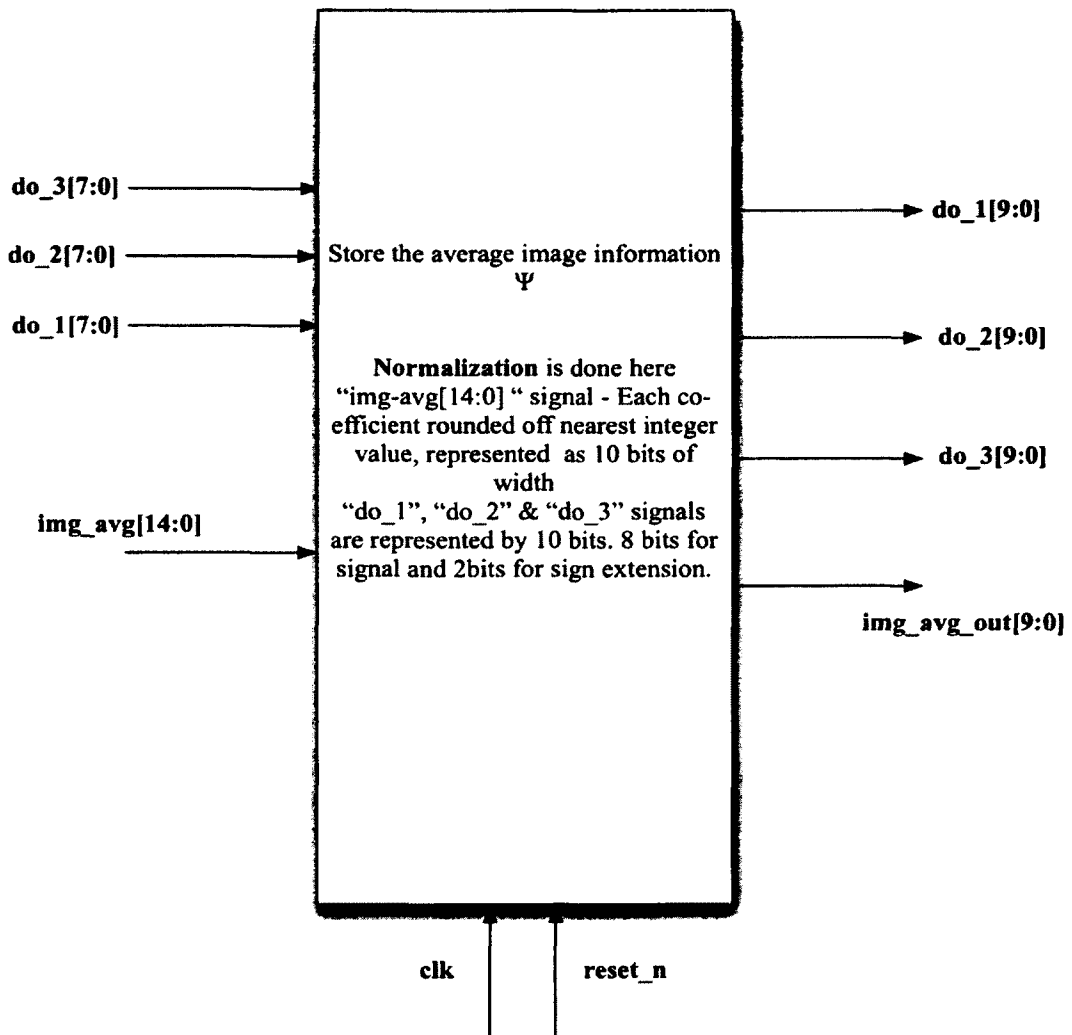 do_3[7:0]
do_2[7:0]
do_1[7:0]
img_avg[14:0]
Store the average image information
Ψ
Normalization is done here
“img-avg[14:0] “ signal - Each co-
efficient rounded off nearest integer
value, represented as 10 bits of
width
“do_1”, “do_2” & “do_3” signals
are represented by 10 bits. 8 bits for
signal and 2bits for sign extension.
do_1[9:0]
do_2[9:0]
do_3[9:0]
img_avg_out[9:0]
clk
reset_n